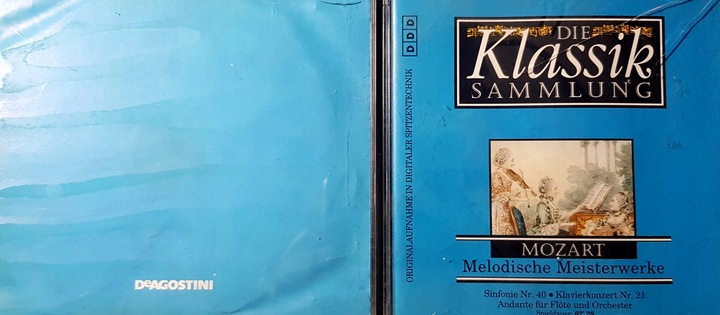 DeAGOSTINI
DDD
ORIGINALAUFNAHME IN DIGITALER SPITZENTECHNIK
DIE
Klassik
SAMMLUNG
MOZART
Melodische Meisterwerke
Sinfonie Nr. 40 ● Klavierkonzert Nr. 21
Andante für Flöte und Orchester
Spieldauer: